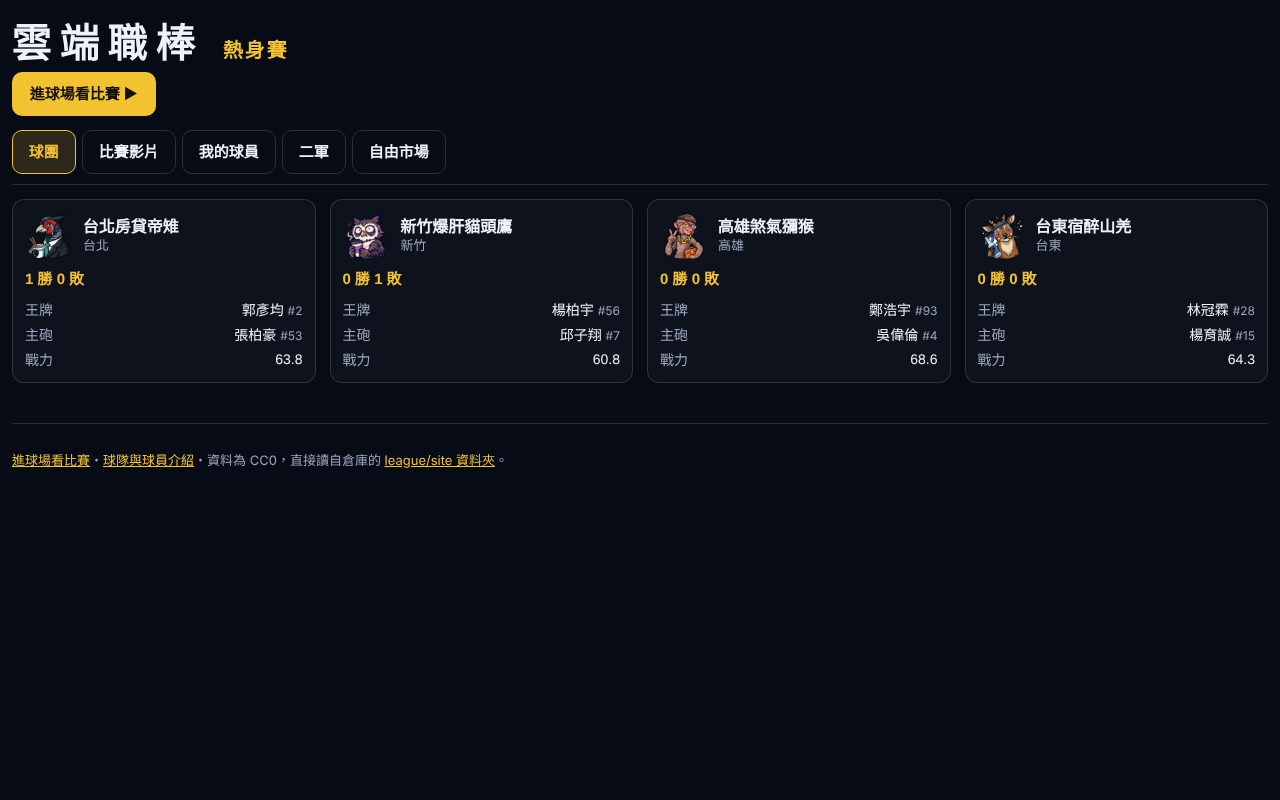 雲端職棒 熱身賽
進球場看比賽 ▶
球團 比賽影片 我的球員 二軍 自由市場
台北房貸帝雉
台北
1 勝 0 敗
王牌 郭彥均 #2
主砲 張柏豪 #53
戰力 63.8
新竹爆肝貓頭鷹
新竹
0 勝 1 敗
王牌 楊柏宇 #56
主砲 邱子翔 #7
戰力 60.8
高雄煞氣獼猴
高雄
0 勝 0 敗
王牌 鄭浩宇 #93
主砲 吳偉倫 #4
戰力 68.6
台東宿醉山羌
台東
0 勝 0 敗
王牌 林冠霖 #28
主砲 楊育誠 #15
戰力 64.3
進球場看比賽・球隊與球員介紹・資料為 CC0，直接讀自倉庫的 league/site 資料夾。